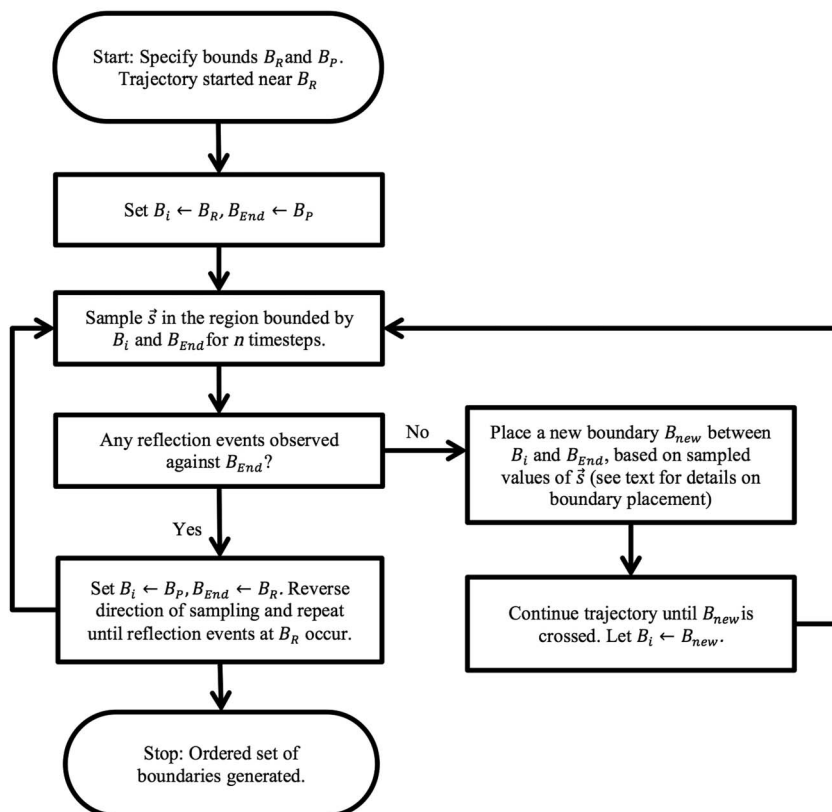 Start: Specify bounds B_R and B_P.
Trajectory started near B_R
Set B_i ← B_R, B_End ← B_P
Sample s⃗ in the region bounded by
B_i and B_End for n timesteps.
Any reflection events observed
against B_End?
No
Place a new boundary B_new between
B_i and B_End, based on sampled
values of s⃗ (see text for details on
boundary placement)
Yes
Set B_i ← B_P, B_End ← B_R. Reverse
direction of sampling and repeat
until reflection events at B_R occur.
Continue trajectory until B_new is
crossed. Let B_i ← B_new.
Stop: Ordered set of
boundaries generated.